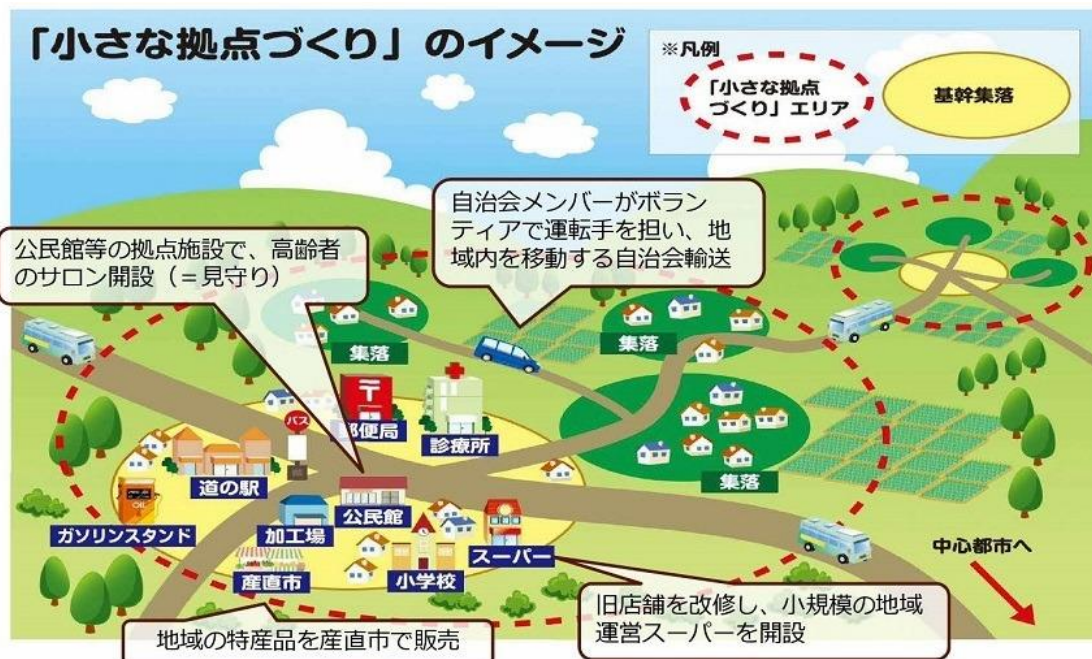 「小さな拠点づくり」のイメージ
※凡例
「小さな拠点
づくり」エリア
基幹集落
自治会メンバーがボラン
ティアで運転手を担い、地
域内を移動する自治会輸送
公民館等の拠点施設で、高齢者
のサロン開設（＝見守り）
集落
集落
集落
バス
〒
郵便局
診療所
道の駅
OIL
ガソリンスタンド
加工場
公民館
産直市
小学校
スーパー
中心都市へ
地域の特産品を産直市で販売
旧店舗を改修し、小規模の地域
運営スーパーを開設